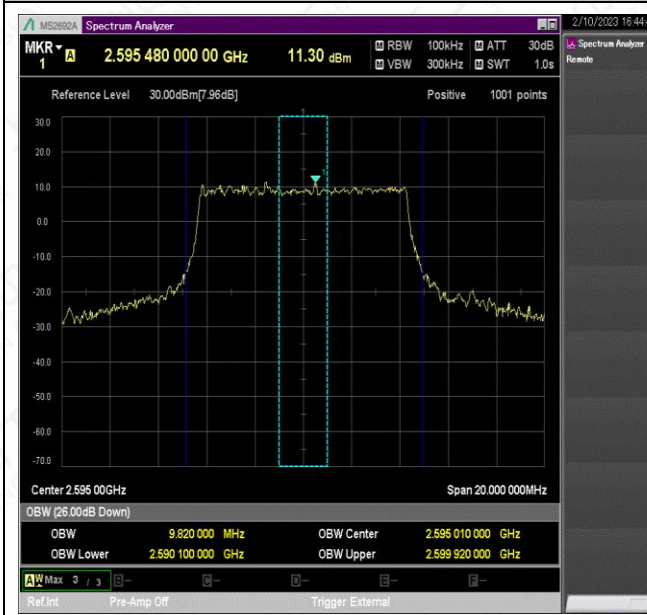 MS2692A Spectrum Analyzer
2/10/2023 16:44
MKR
1 A 2.595 480 000 00 GHz 11.30 dBm
RBW 100kHz ATT 30dB
VBW 300kHz SWT 1.0s
Spectrum Analyzer
Remote
Reference Level 30.00dBm[7.96dB] Positive 1001 points
30.0
20.0
10.0
0.0
-10.0
-20.0
-30.0
-40.0
-50.0
-60.0
-70.0
1
Center 2.595 00GHz Span 20.000 000MHz
OBW (26.00dB Down)
OBW 9.820 000 MHz OBW Center 2.595 010 000 GHz
OBW Lower 2.590 100 000 GHz OBW Upper 2.599 920 000 GHz
A W Max 3 / 3 B- C- D- E- F-
Ref.Int Pre-Amp Off Trigger External